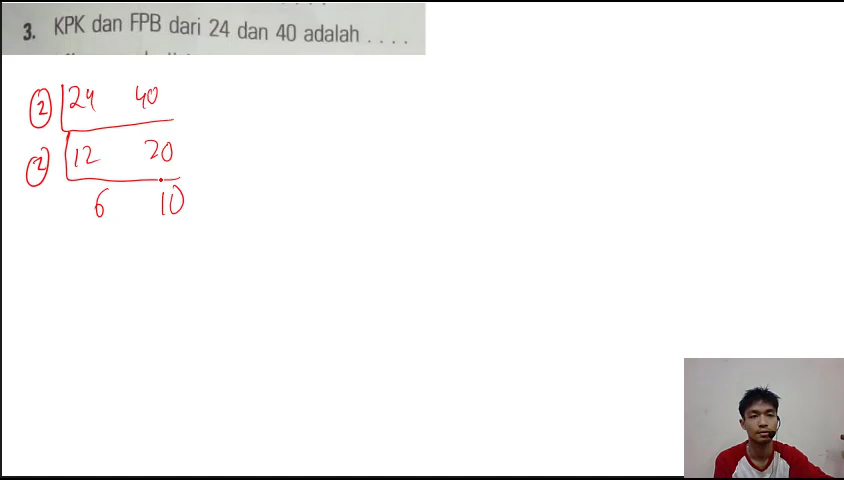 3. KPK dan FPB dari 24 dan 40 adalah . . . .
2 24 40
2 12 20
6 10